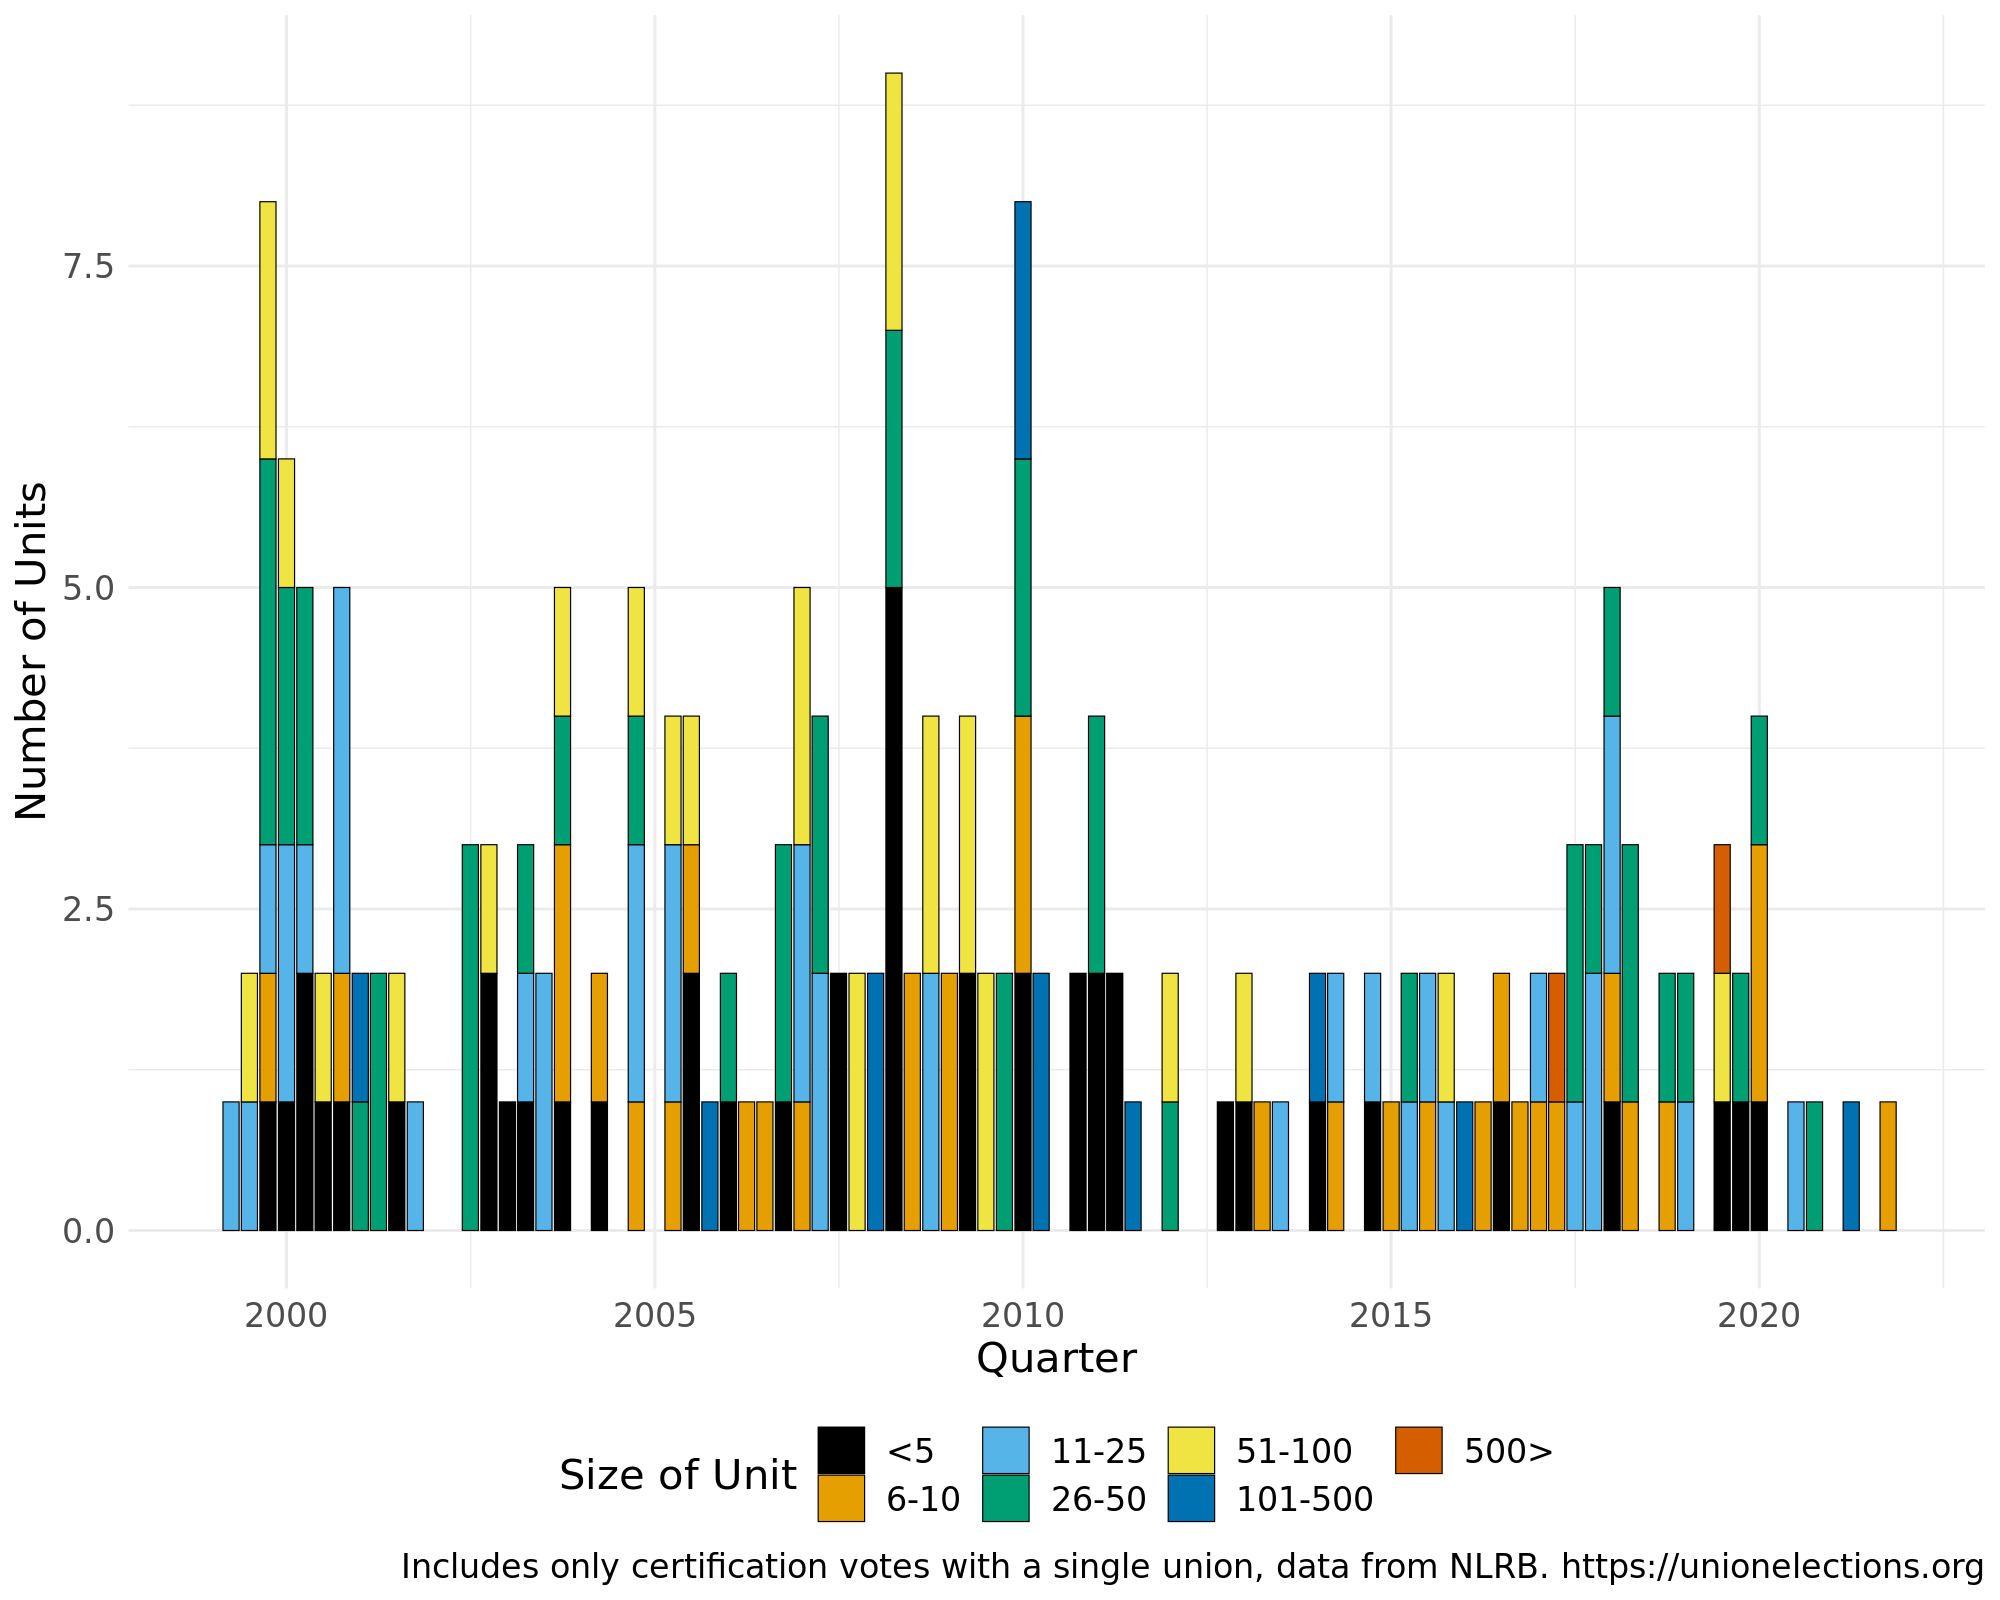 Number of Units
7.5
5.0
2.5
0.0
2000 2005 2010 2015 2020
Quarter
Size of Unit
<5 11-25 51-100 500>
6-10 26-50 101-500
Includes only certification votes with a single union, data from NLRB. https://unionelections.org